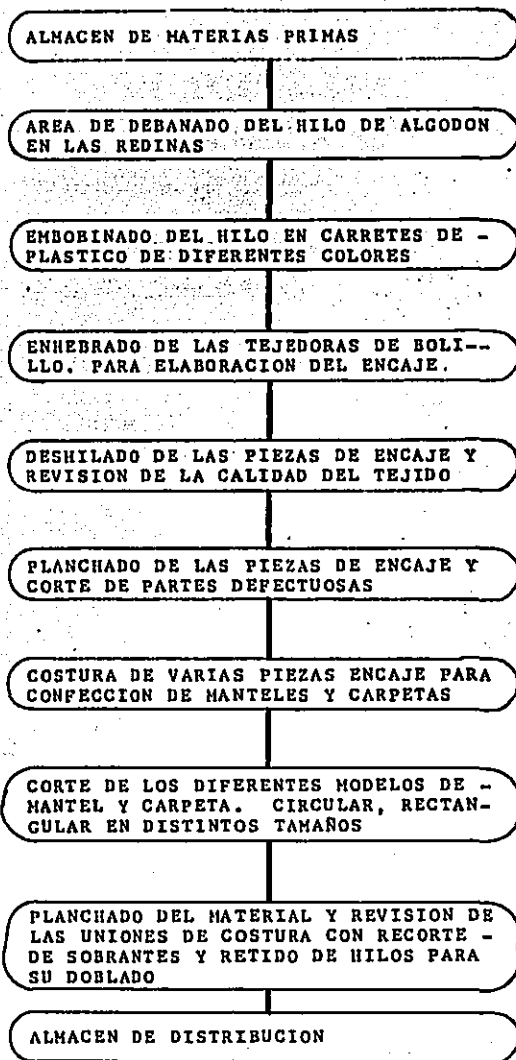 ALMACEN DE MATERIAS PRIMAS
AREA DE DEBANADO DEL HILO DE ALGODON
EN LAS REDINAS
EMBOBINADO DEL HILO EN CARRETES DE -
PLASTICO DE DIFERENTES COLORES
ENHEBRADO DE LAS TEJEDORAS DE BOLI--
LLO. PARA ELABORACION DEL ENCAJE.
DESHILADO DE LAS PIEZAS DE ENCAJE Y
REVISION DE LA CALIDAD DEL TEJIDO
PLANCHADO DE LAS PIEZAS DE ENCAJE Y
CORTE DE PARTES DEFECTUOSAS
COSTURA DE VARIAS PIEZAS ENCAJE PARA
CONFECCION DE MANTELES Y CARPETAS
CORTE DE LOS DIFERENTES MODELOS DE -
MANTEL Y CARPETA. CIRCULAR, RECTAN-
GULAR EN DISTINTOS TAMAÑOS
PLANCHADO DEL MATERIAL Y REVISION DE
LAS UNIONES DE COSTURA CON RECORTE -
DE SOBRANTES Y RETIDO DE HILOS PARA
SU DOBLADO
ALMACEN DE DISTRIBUCION